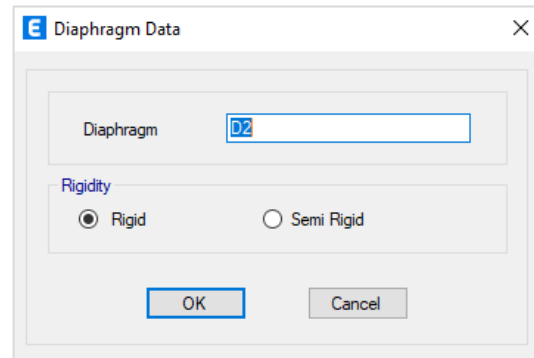 E Diaphragm Data
Diaphragm D2
Rigidity
Rigid Semi Rigid
OK Cancel